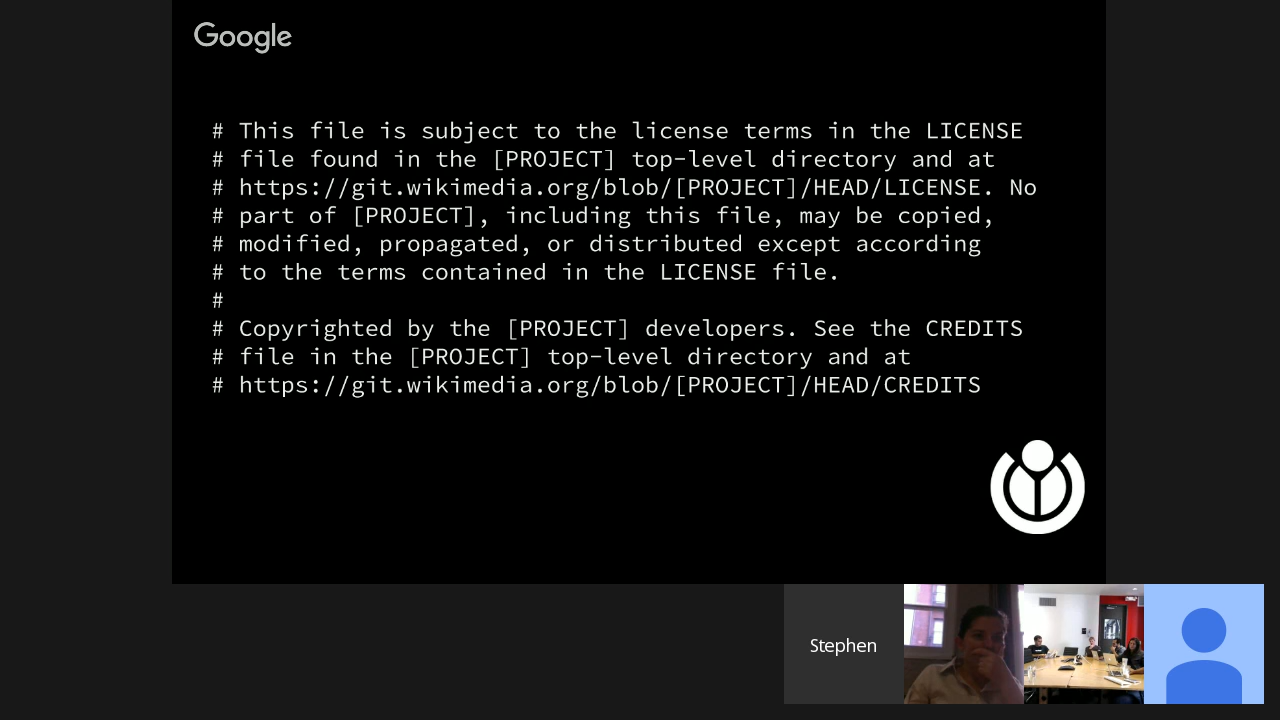 Google
# This file is subject to the license terms in the LICENSE
# file found in the [PROJECT] top-level directory and at
# https://git.wikimedia.org/blob/[PROJECT]/HEAD/LICENSE. No
# part of [PROJECT], including this file, may be copied,
# modified, propagated, or distributed except according
# to the terms contained in the LICENSE file.
#
# Copyrighted by the [PROJECT] developers. See the CREDITS
# file in the [PROJECT] top-level directory and at
# https://git.wikimedia.org/blob/[PROJECT]/HEAD/CREDITS
Stephen